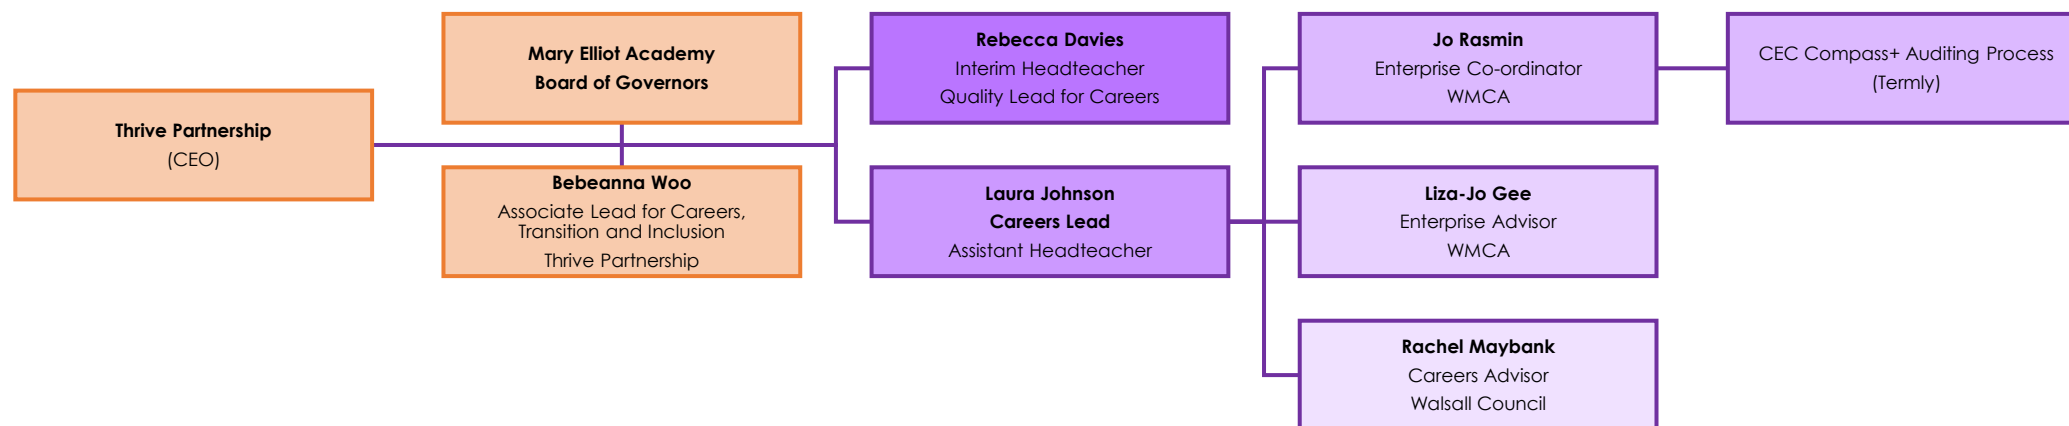 Thrive Partnership
(CEO)
Mary Elliot Academy
Board of Governors
Bebeanna Woo
Associate Lead for Careers,
Transition and Inclusion
Thrive Partnership
Rebecca Davies
Interim Headteacher
Quality Lead for Careers
Laura Johnson
Careers Lead
Assistant Headteacher
Jo Rasmin
Enterprise Co-ordinator
WMCA
Liza-Jo Gee
Enterprise Advisor
WMCA
Rachel Maybank
Careers Advisor
Walsall Council
CEC Compass+ Auditing Process
(Termly)